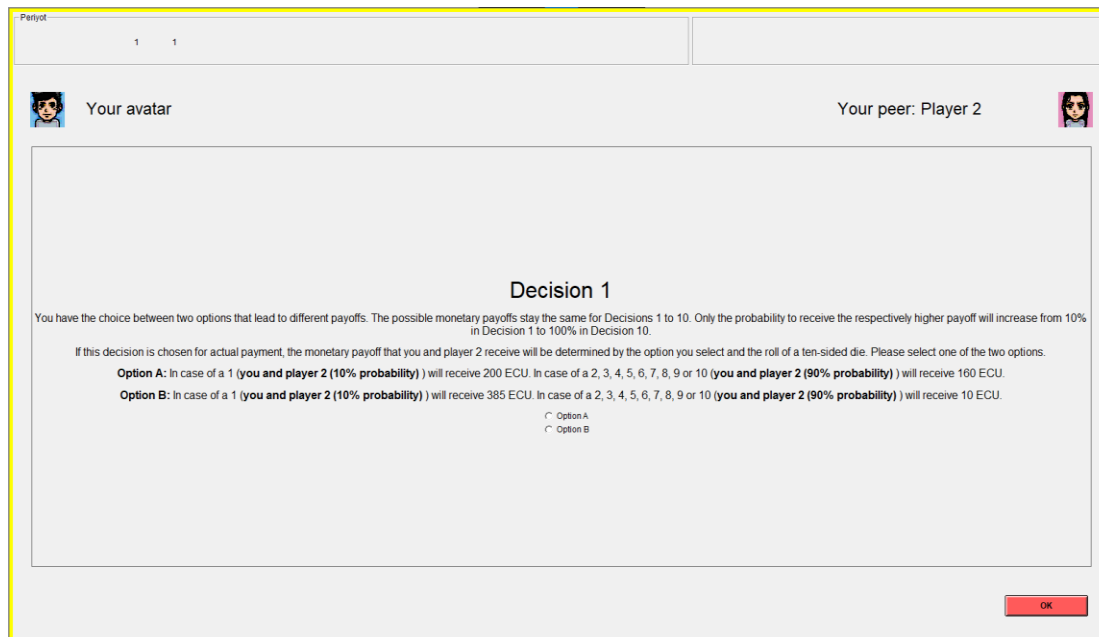 Periyot
1 1
Your avatar
Your peer: Player 2
Decision 1
You have the choice between two options that lead to different payoffs. The possible monetary payoffs stay the same for Decisions 1 to 10. Only the probability to receive the respectively higher payoff will increase from 10%
in Decision 1 to 100% in Decision 10.
If this decision is chosen for actual payment, the monetary payoff that you and player 2 receive will be determined by the option you select and the roll of a ten-sided die. Please select one of the two options.
Option A: In case of a 1 (you and player 2 (10% probability) ) will receive 200 ECU. In case of a 2, 3, 4, 5, 6, 7, 8, 9 or 10 (you and player 2 (90% probability) ) will receive 160 ECU.
Option B: In case of a 1 (you and player 2 (10% probability) ) will receive 385 ECU. In case of a 2, 3, 4, 5, 6, 7, 8, 9 or 10 (you and player 2 (90% probability) ) will receive 10 ECU.
Option A
Option B
OK